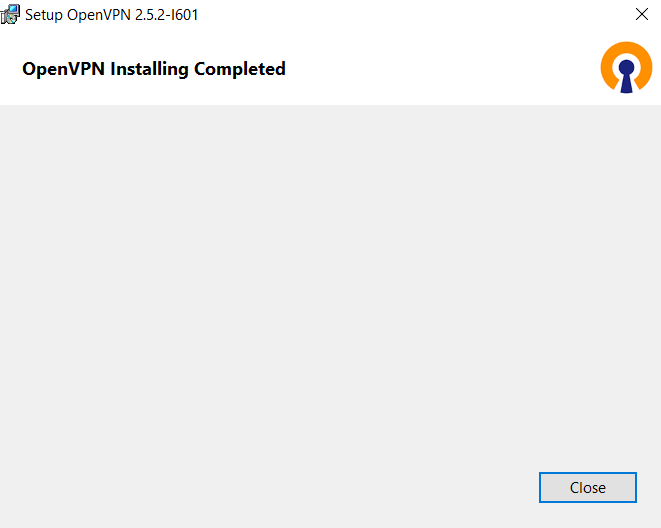 Setup OpenVPN 2.5.2-I601
OpenVPN Installing Completed
Close